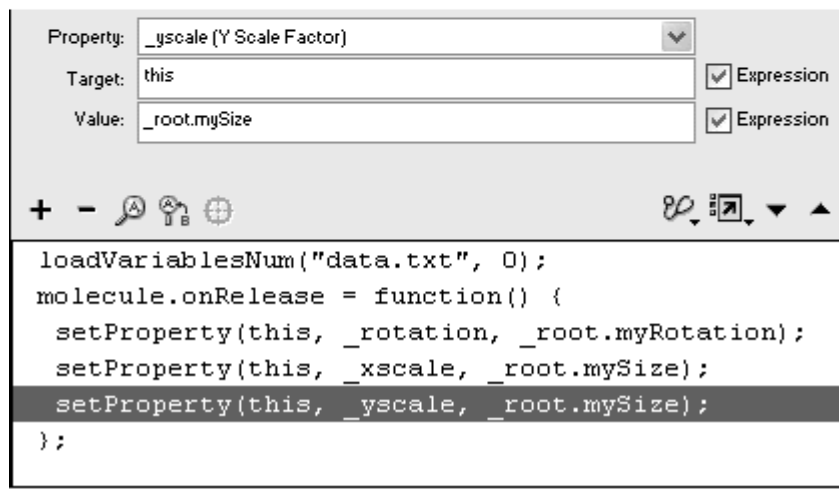 Property: _yscale (Y Scale Factor)
Target: this Expression
Value: _root.mySize Expression
loadVariablesNum("data.txt", 0);
molecule.onRelease = function() {
setProperty(this, _rotation, _root.myRotation);
setProperty(this, _xscale, _root.mySize);
setProperty(this, _yscale, _root.mySize);
};